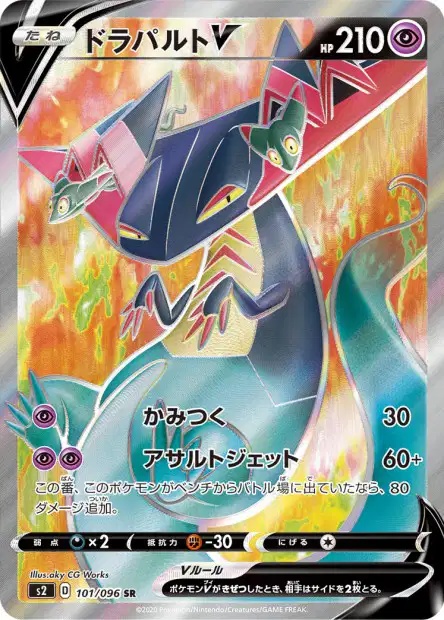 たね ドラパルトV HP210
かみつく 30
アサルトジェット 60+
この番、このポケモンがベンチからバトル場に出ていたなら、80
ダメージ追加。
弱点 ×2 抵抗力 -30 にげる
Illus.aky CG Works
Vルール
s2 D 101/096 SR
ポケモンVがきぜつしたとき、相手はサイドを2枚とる。
©2020 Pokémon/Nintendo/Creatures/GAME FREAK.